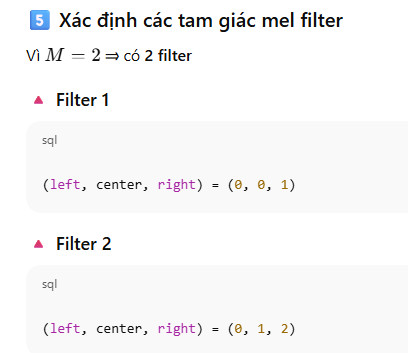 5 Xác định các tam giác mel filter
Vì M = 2 ⇒ có 2 filter
Filter 1
sql
(left, center, right) = (0, 0, 1)
Filter 2
sql
(left, center, right) = (0, 1, 2)